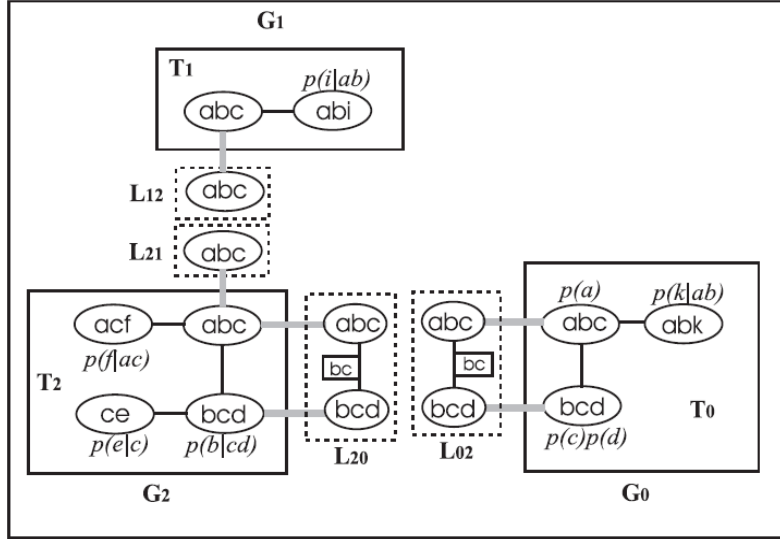 G1
T1
p(i|ab)
abc
abi
L12
abc
L21
abc
p(a)
p(k|ab)
acf
abc
abc
abc
abc
abk
p(f|ac)
T2
bc
bc
ce
bcd
bcd
bcd
bcd
T0
p(e|c)
p(b|cd)
p(c)p(d)
L20
L02
G2
G0